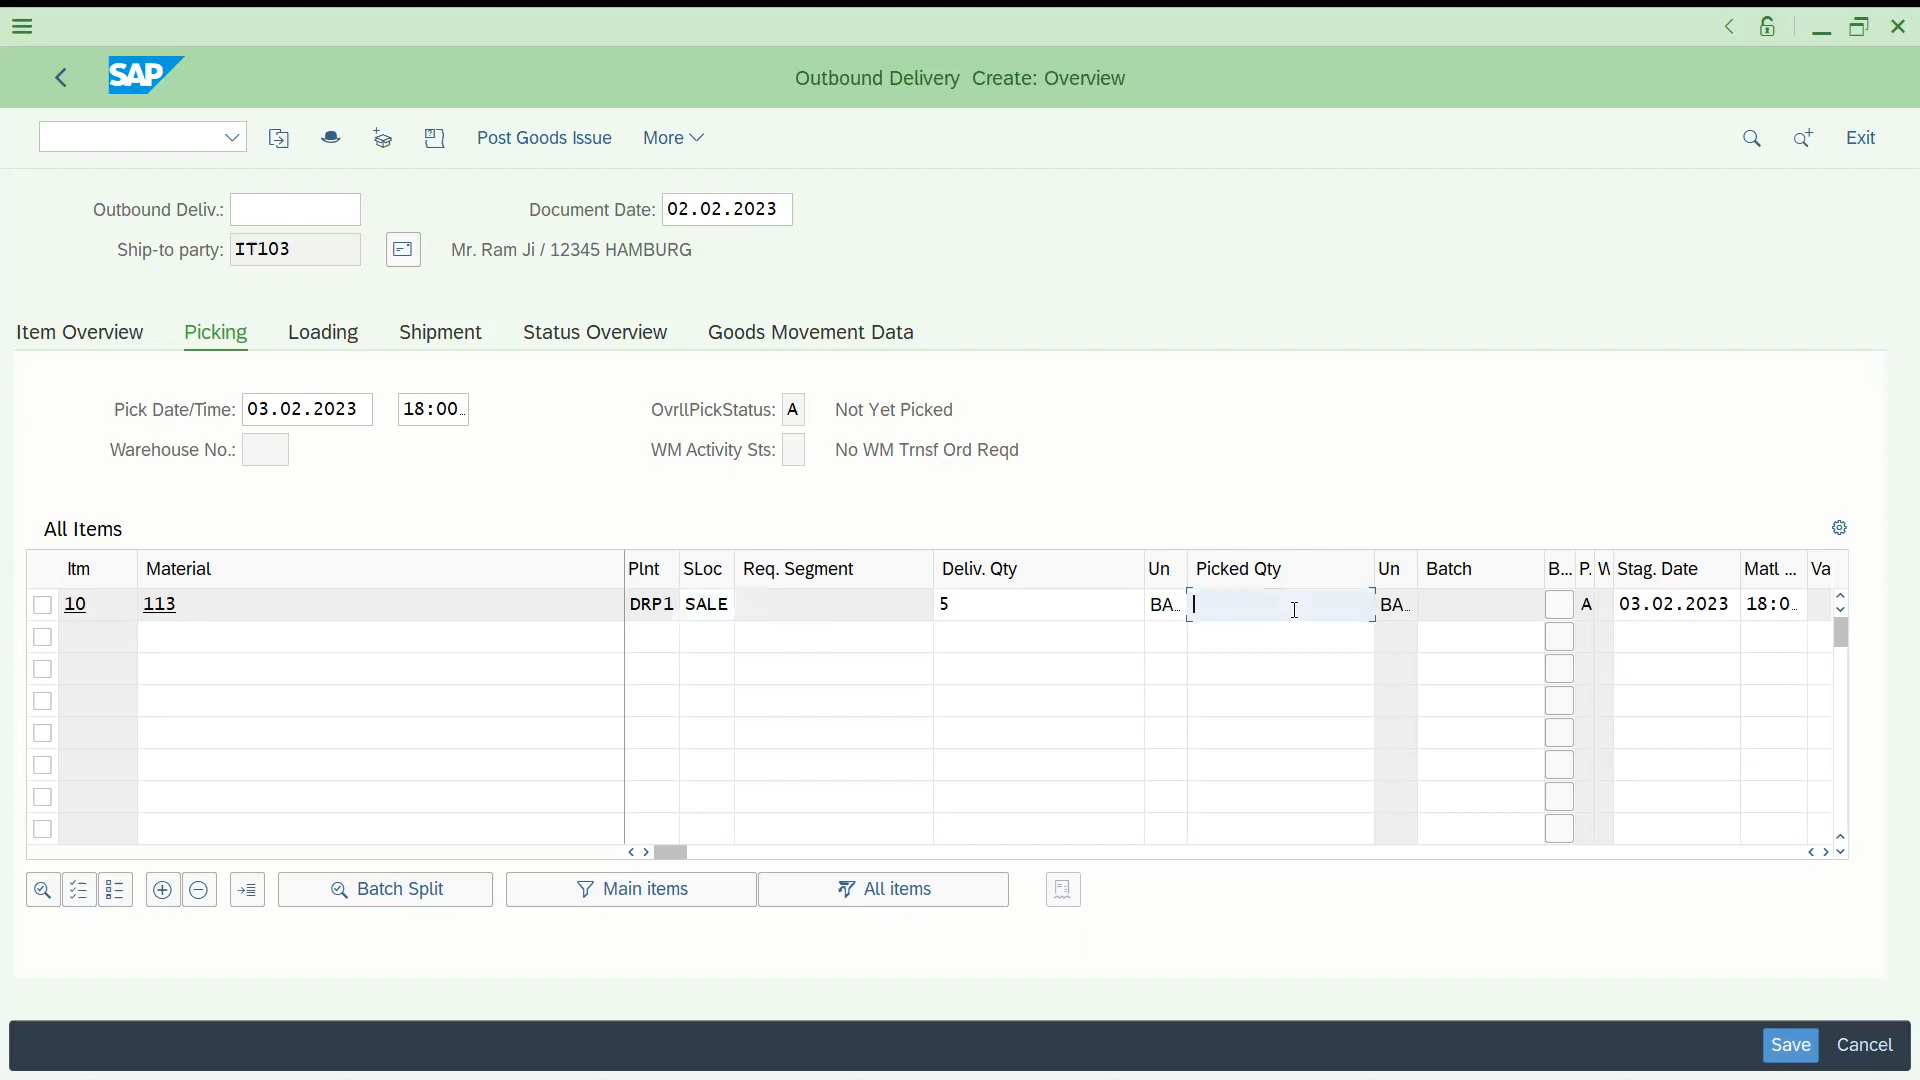 SAP
Outbound Delivery Create: Overview
Post Goods Issue More Exit
Outbound Deliv.: Document Date: 02.02.2023
Ship-to party: IT103 Mr. Ram Ji / 12345 HAMBURG
Item Overview Picking Loading Shipment Status Overview Goods Movement Data
Pick Date/Time: 03.02.2023 18:00… OvrllPickStatus: A Not Yet Picked
Warehouse No.: WM Activity Sts: No WM Trnsf Ord Reqd
All Items
Itm Material Plnt SLoc Req. Segment Deliv. Qty Un Picked Qty Un Batch B... P. W Stag. Date Matl ... Va
10 113 DRP1 SALE 5 BA… BA… A 03.02.2023 18:0…
Batch Split Main items All items
Save Cancel